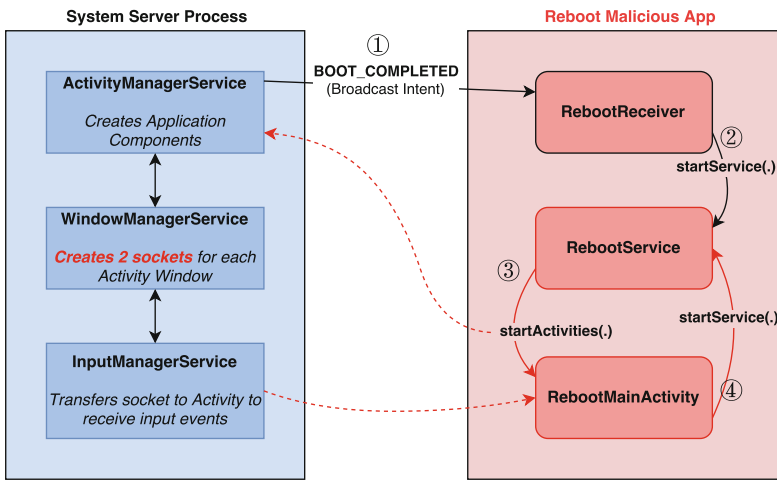 System Server Process
ActivityManagerService
Creates Application
Components
WindowManagerService
Creates 2 sockets for each
Activity Window
InputManagerService
Transfers socket to Activity to
receive input events
①
BOOT_COMPLETED
(Broadcast Intent)
Reboot Malicious App
RebootReceiver
②
startService(.)
RebootService
③
startActivities(.)
startService(.)
RebootMainActivity
④